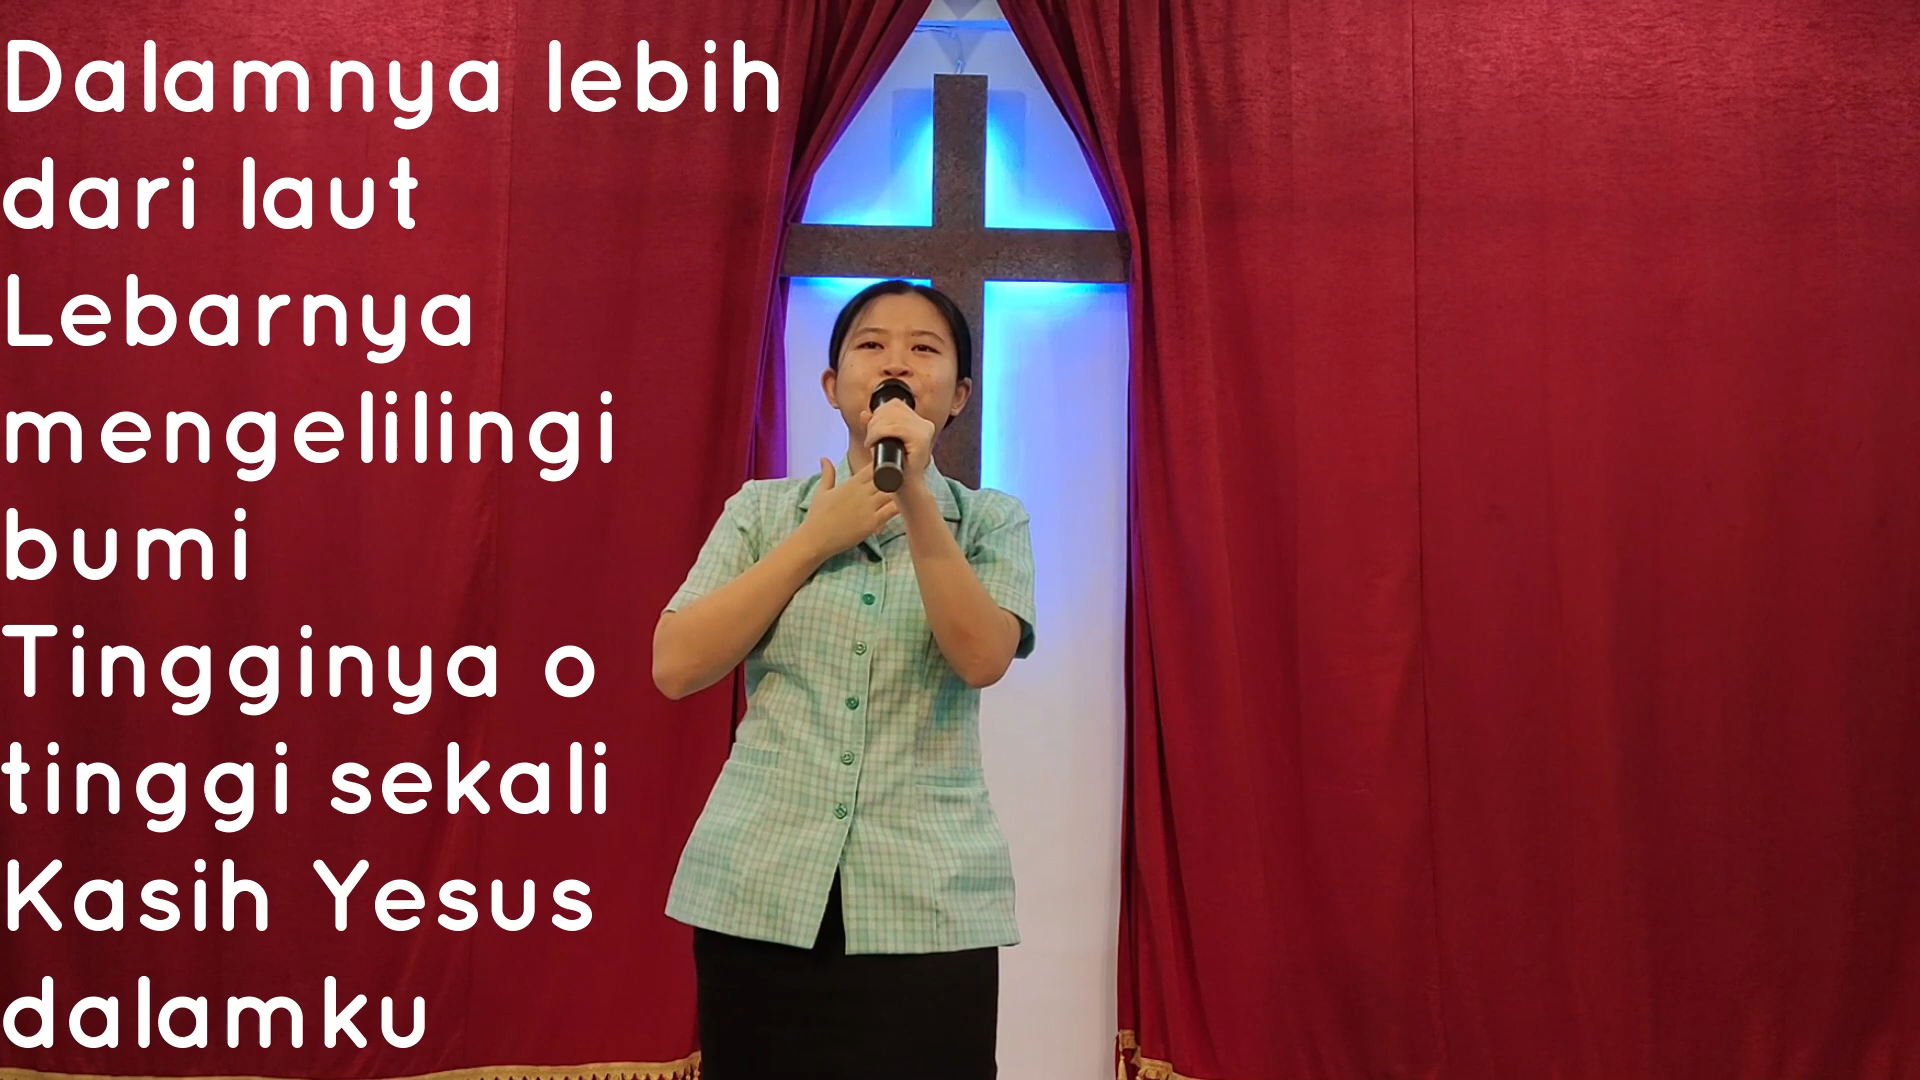 Dalamnya lebih
dari laut
Lebarnya
mengelilingi
bumi
Tingginya o
tinggi sekali
Kasih Yesus
dalamku